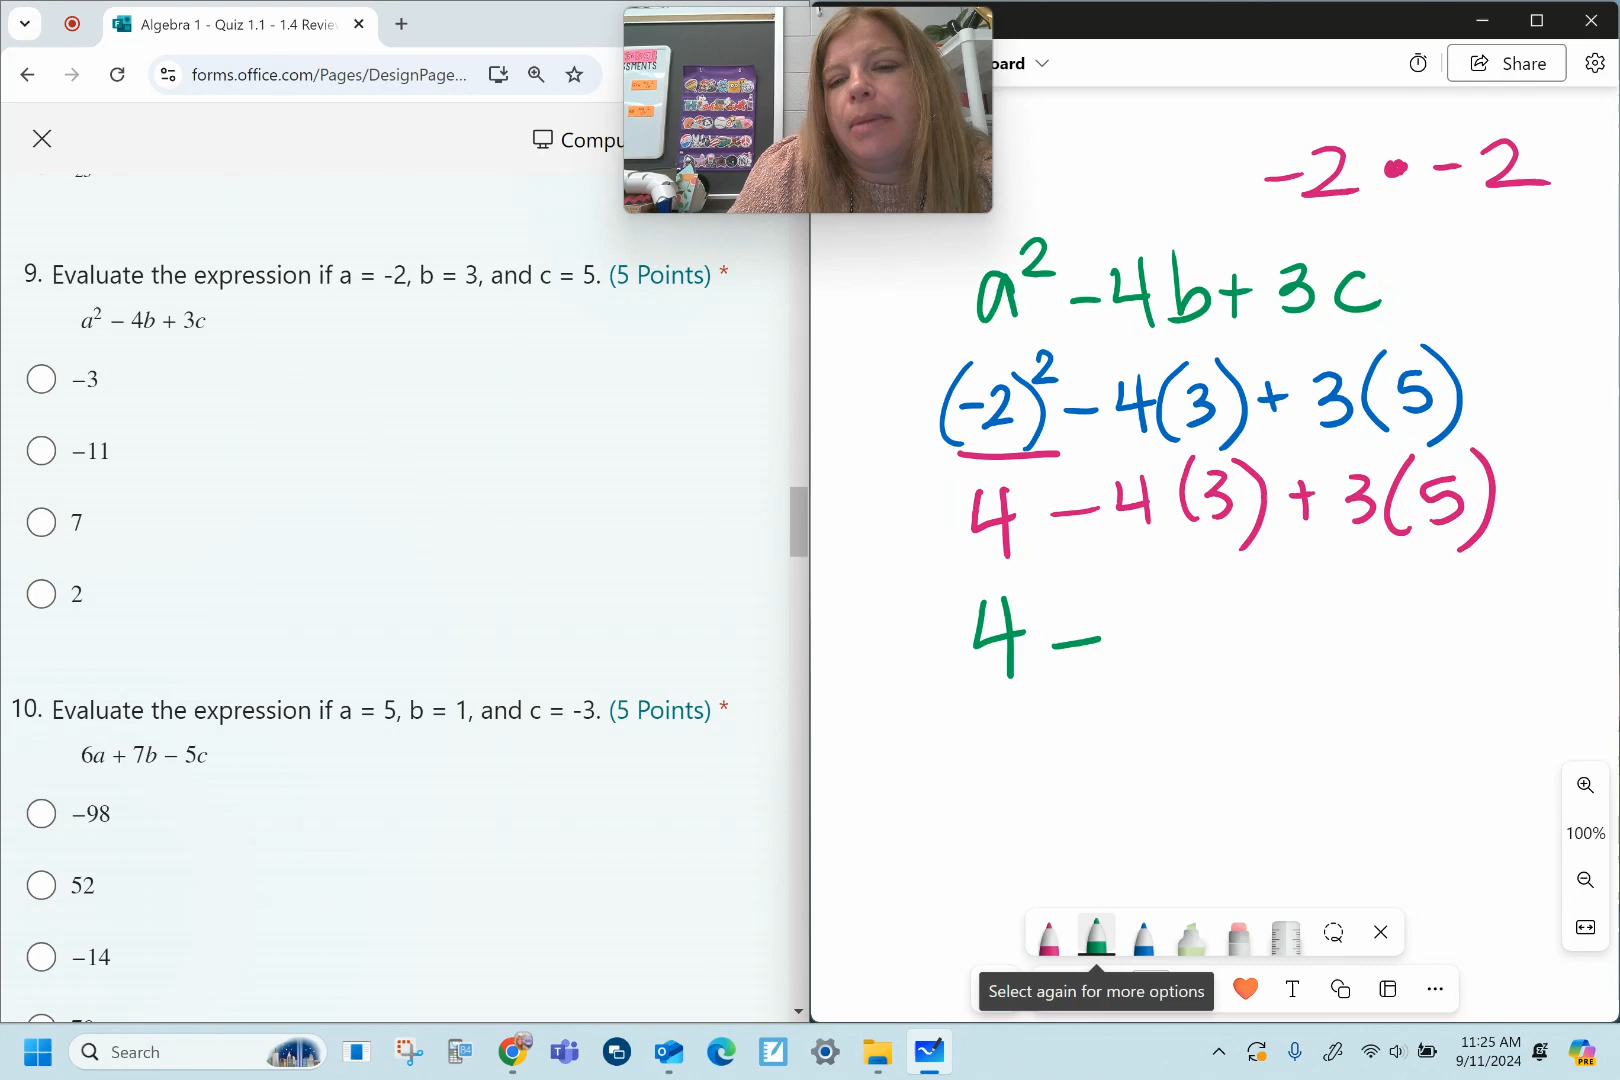 Algebra 1 - Quiz 1.1 - 1.4 Revie
forms.office.com/Pages/DesignPage...
oard
Share
Compu
SSMENTS
9. Evaluate the expression if a = -2, b = 3, and c = 5. (5 Points) *
a² − 4b + 3c
−3
−11
7
2
10. Evaluate the expression if a = 5, b = 1, and c = -3. (5 Points) *
6a + 7b − 5c
−98
52
−14
-2 • -2
a² - 4b + 3c
(-2)² - 4(3) + 3(5)
4 - 4(3) + 3(5)
4 -
100%
Select again for more options
T
Search
11:25 AM
9/11/2024
PRE